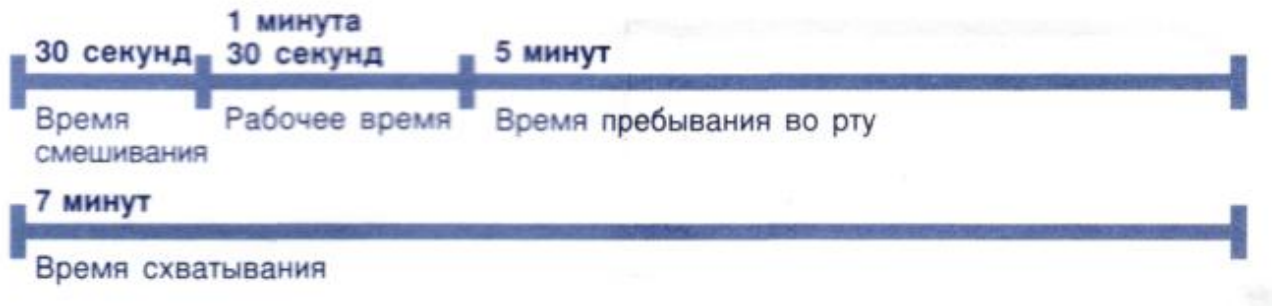 30 секунд
1 минута
30 секунд
5 минут
Время
смешивания
Рабочее время
Время пребывания во рту
7 минут
Время схватывания